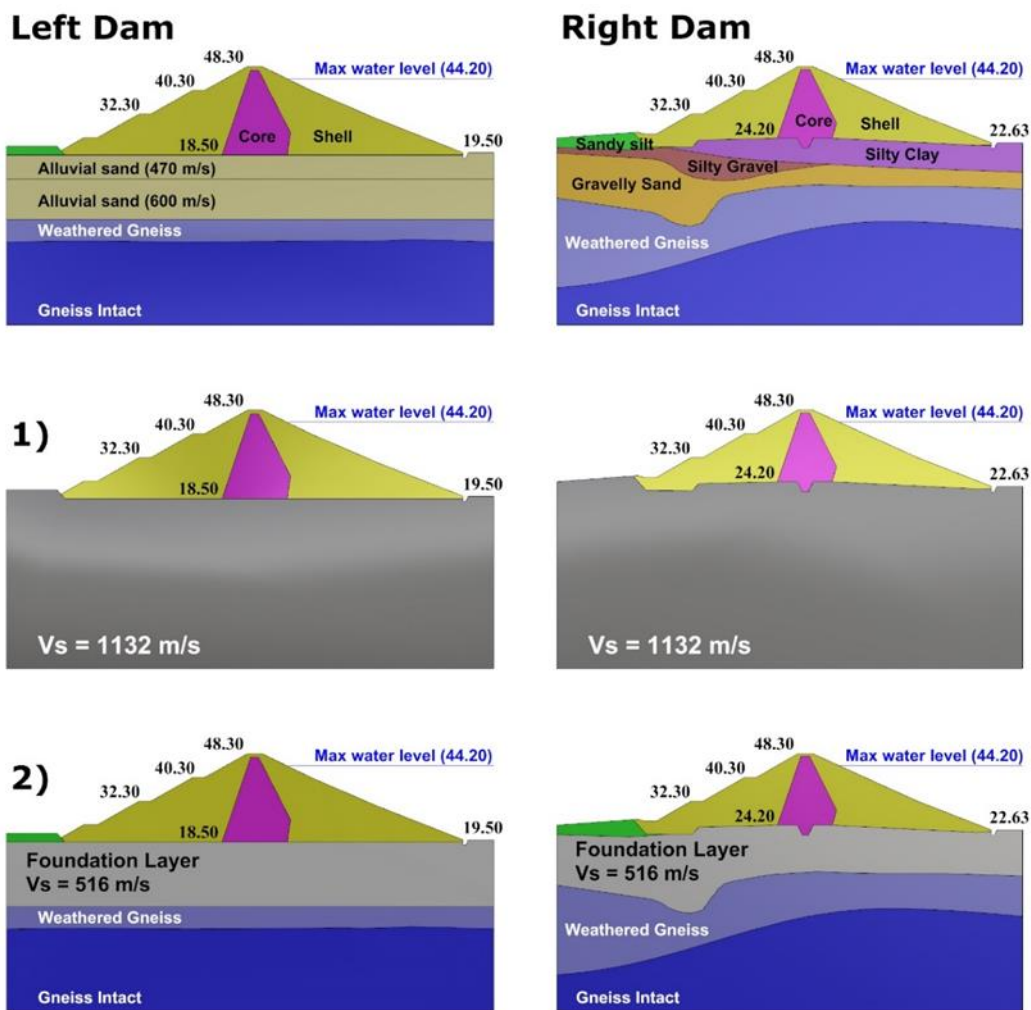 Left Dam
Right Dam
48.30
Max water level (44.20)
40.30
32.30
18.50
Core
Shell
19.50
Alluvial sand (470 m/s)
Alluvial sand (600 m/s)
Weathered Gneiss
Gneiss Intact
48.30
Max water level (44.20)
40.30
32.30
24.20
Core
Shell
22.63
Sandy silt
Silty Gravel
Silty Clay
Gravelly Sand
Weathered Gneiss
Gneiss Intact
1)
48.30
Max water level (44.20)
40.30
32.30
18.50
19.50
Vs = 1132 m/s
48.30
Max water level (44.20)
40.30
32.30
24.20
22.63
Vs = 1132 m/s
2)
48.30
Max water level (44.20)
40.30
32.30
18.50
19.50
Foundation Layer
Vs = 516 m/s
Weathered Gneiss
Gneiss Intact
48.30
Max water level (44.20)
40.30
32.30
24.20
22.63
Foundation Layer
Vs = 516 m/s
Weathered Gneiss
Gneiss Intact